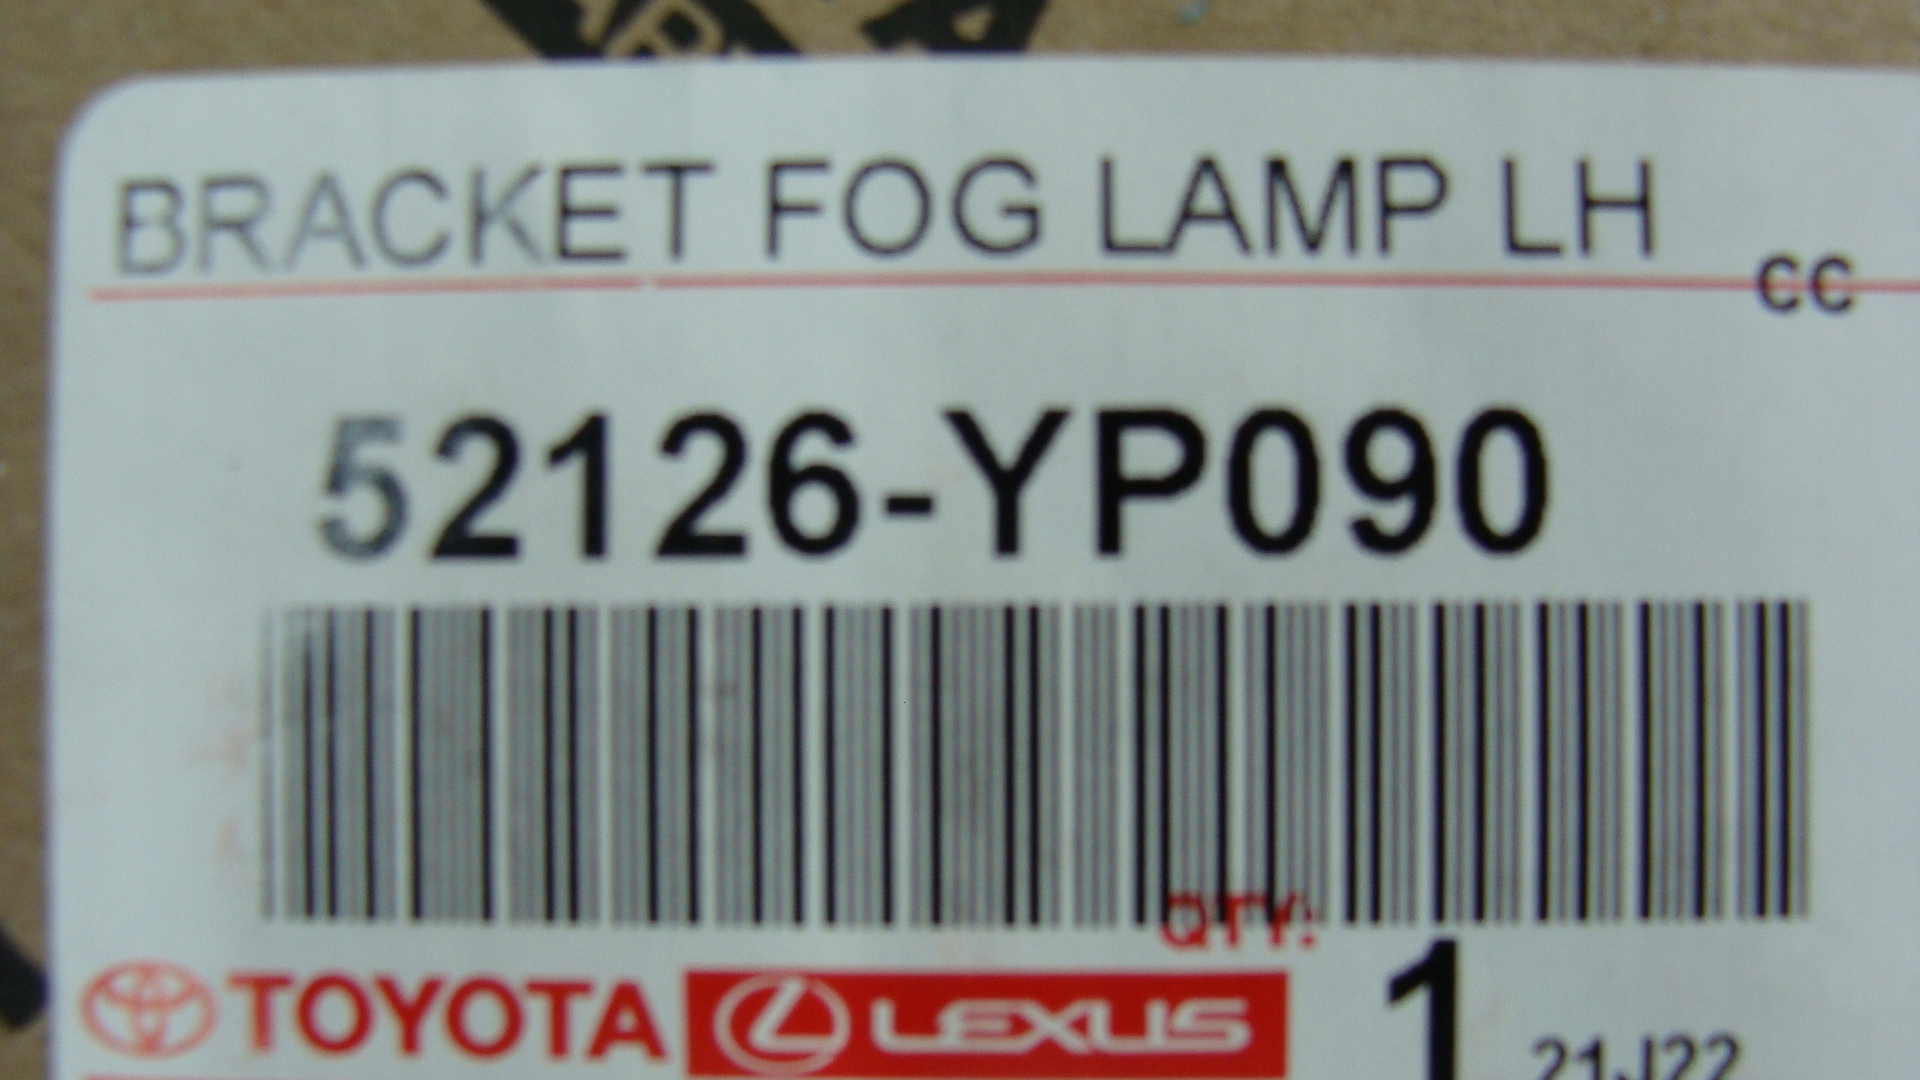 BRACKET FOG LAMP LH
cc
52126-YP090
QTY:
TOYOTA LEXUS 1
21J22